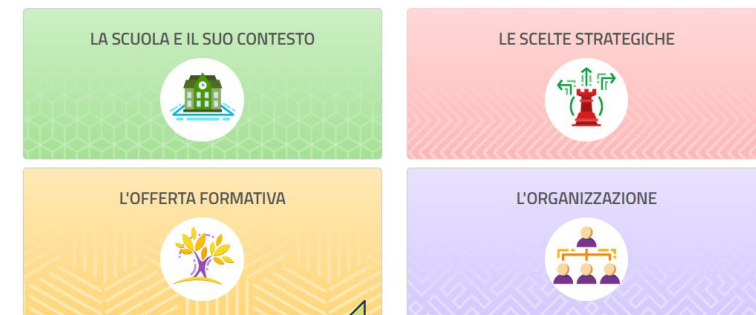 LA SCUOLA E IL SUO CONTESTO
LE SCELTE STRATEGICHE
L'OFFERTA FORMATIVA
L'ORGANIZZAZIONE